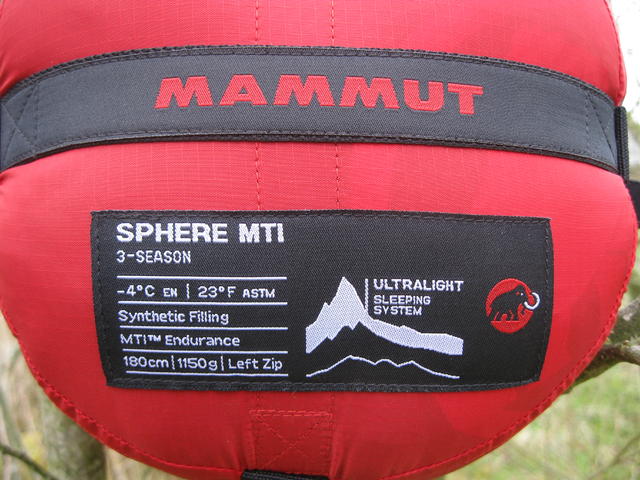 MAMMUT
SPHERE MTI
3-SEASON
-4°C EN | 23°F ASTM
Synthetic Filling
MTI™ Endurance
180cm | 1150g | Left Zip
ULTRALIGHT
SLEEPING
SYSTEM